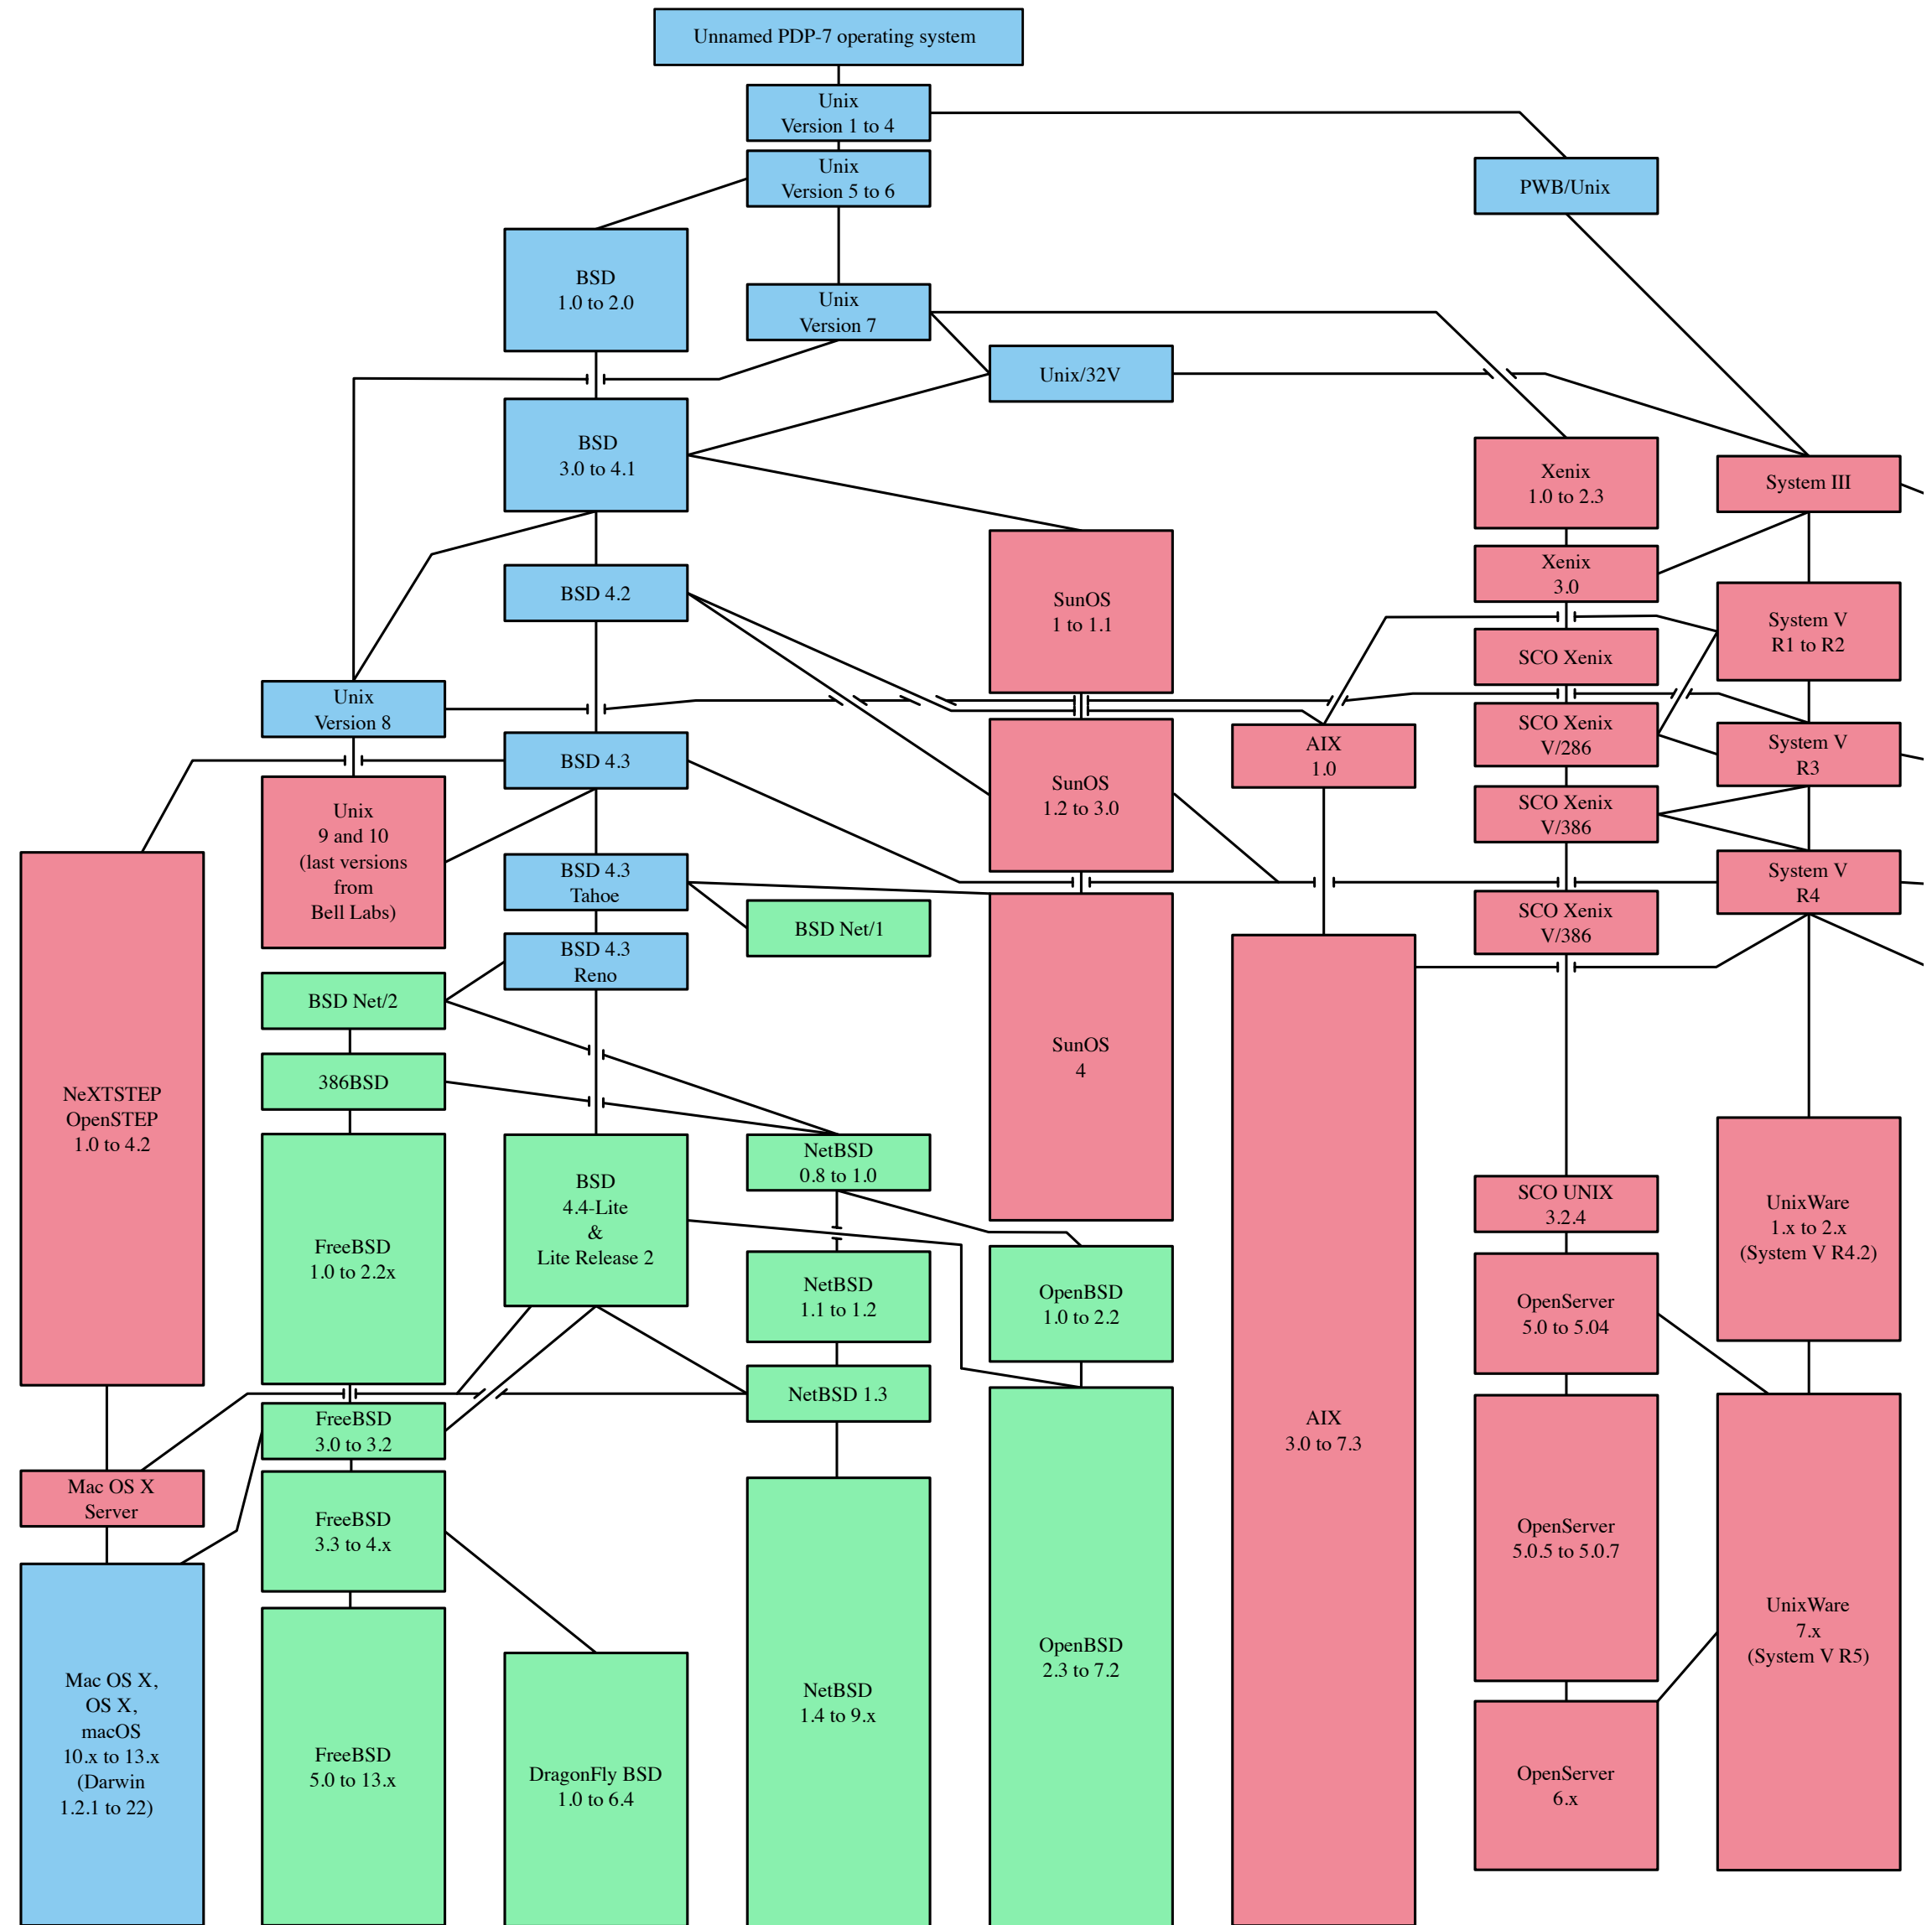 Unnamed PDP-7 operating system
Unix
Version 1 to 4
Unix
Version 5 to 6
PWB/Unix
BSD
1.0 to 2.0
Unix
Version 7
Unix/32V
BSD
3.0 to 4.1
Xenix
1.0 to 2.3
System III
Xenix
3.0
BSD 4.2
SunOS
1 to 1.1
System V
R1 to R2
SCO Xenix
Unix
Version 8
SCO Xenix
V/286
System V
R3
AIX
1.0
BSD 4.3
SunOS
1.2 to 3.0
SCO Xenix
V/386
Unix
9 and 10
(last versions
from
Bell Labs)
BSD 4.3
Tahoe
System V
R4
BSD Net/1
SCO Xenix
V/386
BSD 4.3
Reno
BSD Net/2
SunOS
4
386BSD
NeXTSTEP
OpenSTEP
1.0 to 4.2
NetBSD
0.8 to 1.0
BSD
4.4-Lite
&
Lite Release 2
SCO UNIX
3.2.4
UnixWare
1.x to 2.x
(System V R4.2)
FreeBSD
1.0 to 2.2x
NetBSD
1.1 to 1.2
OpenBSD
1.0 to 2.2
OpenServer
5.0 to 5.04
NetBSD 1.3
FreeBSD
3.0 to 3.2
AIX
3.0 to 7.3
Mac OS X
Server
FreeBSD
3.3 to 4.x
OpenServer
5.0.5 to 5.0.7
UnixWare
7.x
(System V R5)
OpenBSD
2.3 to 7.2
NetBSD
1.4 to 9.x
Mac OS X,
OS X,
macOS
10.x to 13.x
(Darwin
1.2.1 to 22)
FreeBSD
5.0 to 13.x
DragonFly BSD
1.0 to 6.4
OpenServer
6.x